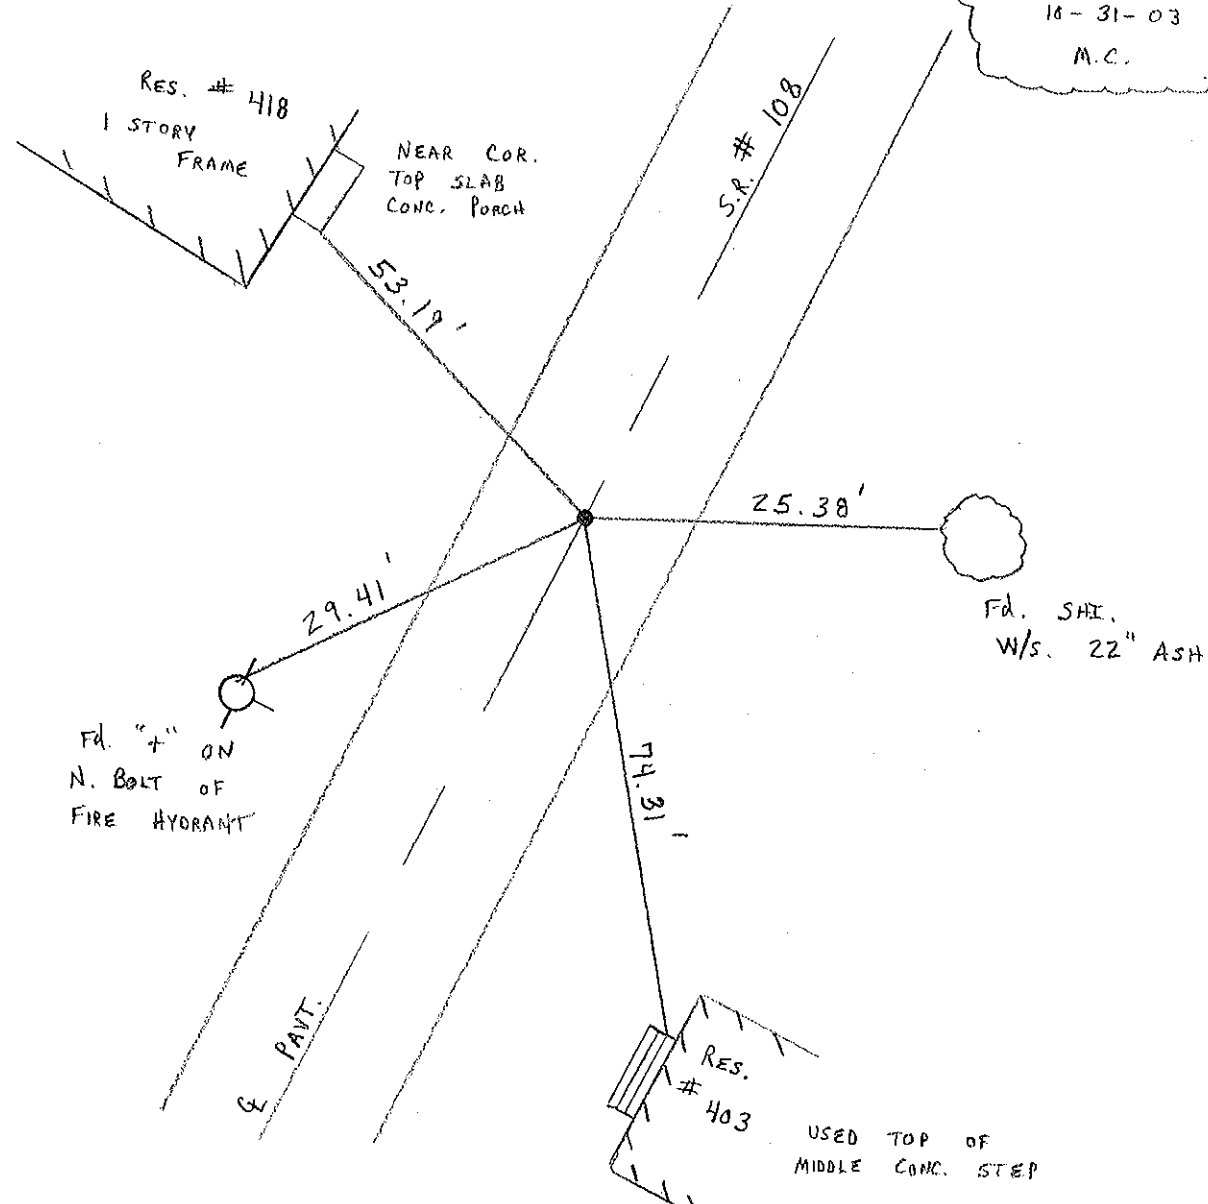 10-31-03
M.C.
RES. # 418
1 STORY
FRAME
NEAR COR.
TOP SLAB
CONC. PORCH
S.R. # 108
53.19'
25.38'
29.41'
Fd. SHI.
W/S. 22" ASH
Fd. "+" ON
N. BOLT OF
FIRE HYDRANT
74.31'
℄ PAVT.
RES.
# 403
USED TOP OF
MIDDLE CONC. STEP